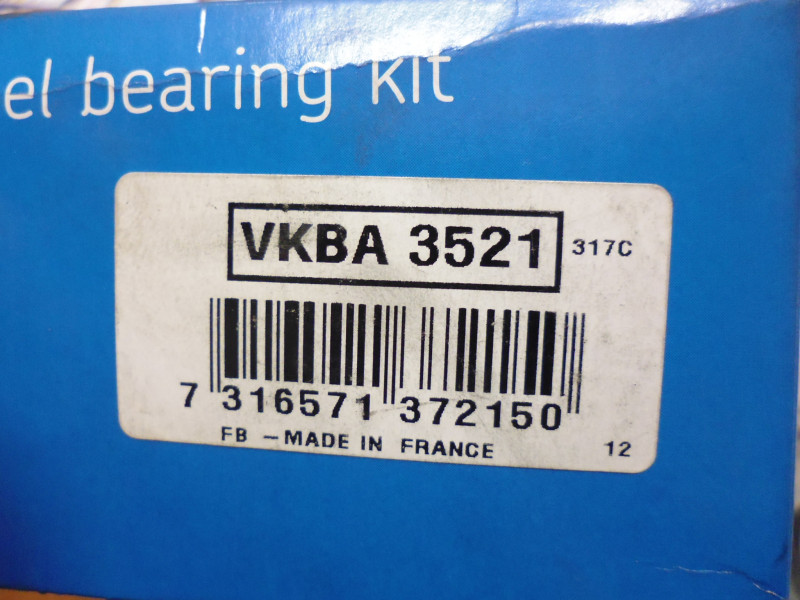 el bearing kit
VKBA 3521
317C
7 316571 372150
FB - MADE IN FRANCE
12